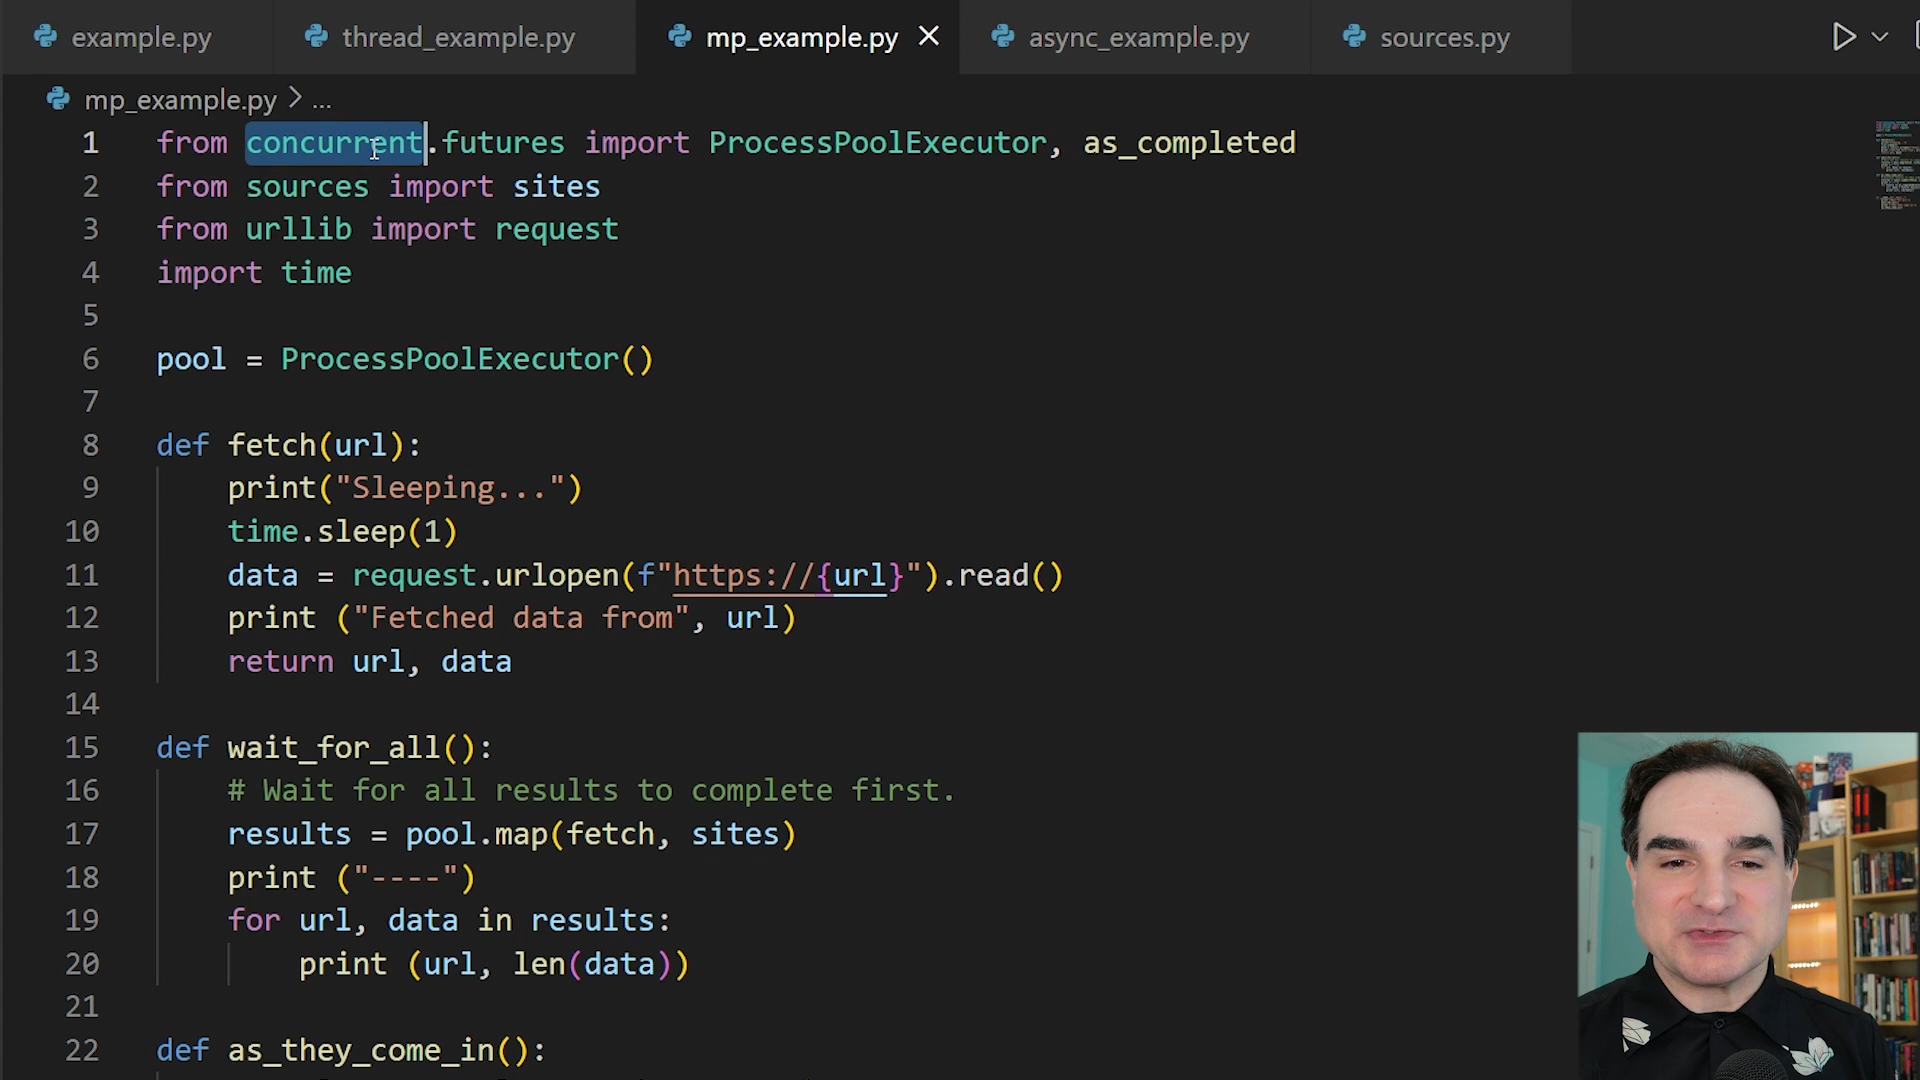 example.py
thread_example.py
mp_example.py
async_example.py
sources.py
mp_example.py > ...
1 from concurrent.futures import ProcessPoolExecutor, as_completed
2 from sources import sites
3 from urllib import request
4 import time
5
6 pool = ProcessPoolExecutor()
7
8 def fetch(url):
9     print("Sleeping...")
10     time.sleep(1)
11     data = request.urlopen(f"https://{url}").read()
12     print ("Fetched data from", url)
13     return url, data
14
15 def wait_for_all():
16     # Wait for all results to complete first.
17     results = pool.map(fetch, sites)
18     print ("----")
19     for url, data in results:
20         print (url, len(data))
21
22 def as_they_come_in():